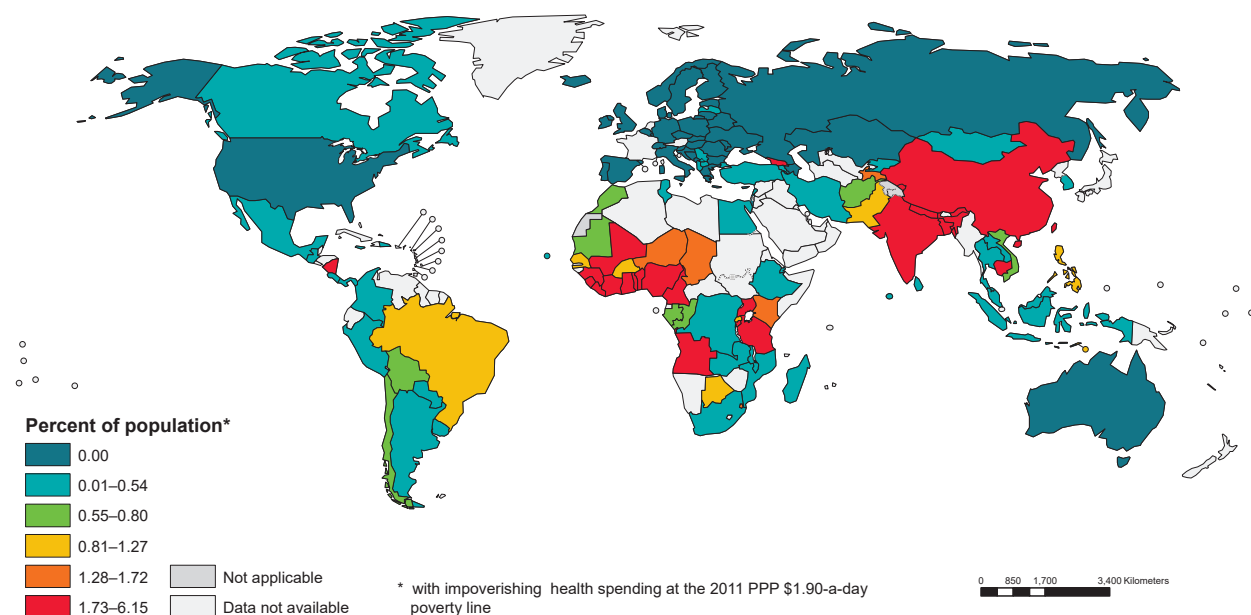 Percent of population*
0.00
0.01–0.54
0.55–0.80
0.81–1.27
1.28–1.72
1.73–6.15
Not applicable
Data not available
* with impoverishing health spending at the 2011 PPP $1.90-a-day
poverty line
0 850 1,700 3,400 Kilometers